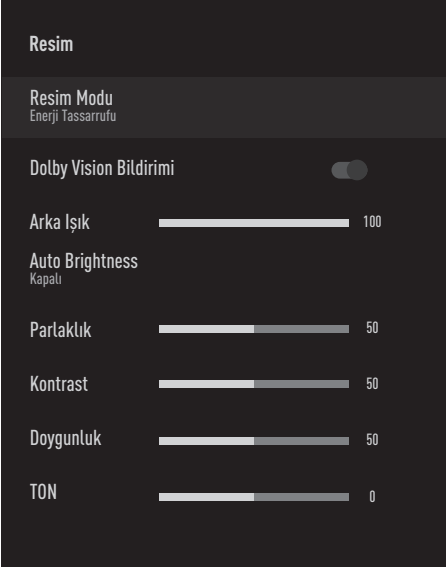 Resim
Resim Modu
Enerji Tassarrufu
Dolby Vision Bildirimi
Arka Işık 100
Auto Brightness
Kapalı
Parlaklık 50
Kontrast 50
Doygunluk 50
TON 0